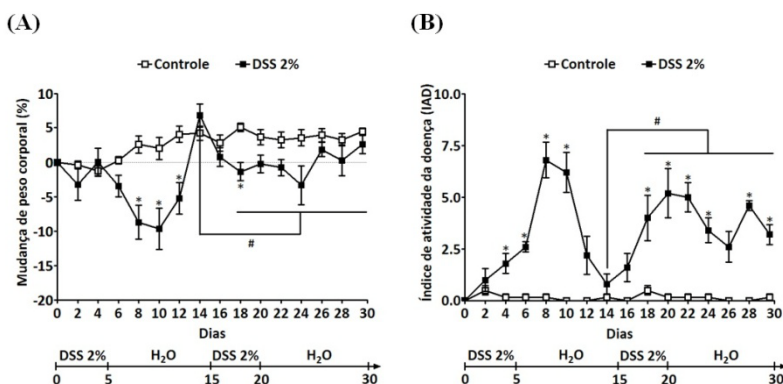 (A)
(B)
Controle DSS 2%
Mudança de peso corporal (%)
10
5
0
-5
-10
-15
-20
* * * *
#
0 2 4 6 8 10 12 14 16 18 20 22 24 26 28 30
Dias
DSS 2% H₂O DSS 2% H₂O
0 5 15 20 30
Controle DSS 2%
Índice de atividade da doença (IAD)
10.0
7.5
5.0
2.5
0.0
* * * * * * * * * *
#
0 2 4 6 8 10 12 14 16 18 20 22 24 26 28 30
Dias
DSS 2% H₂O DSS 2% H₂O
0 5 15 20 30